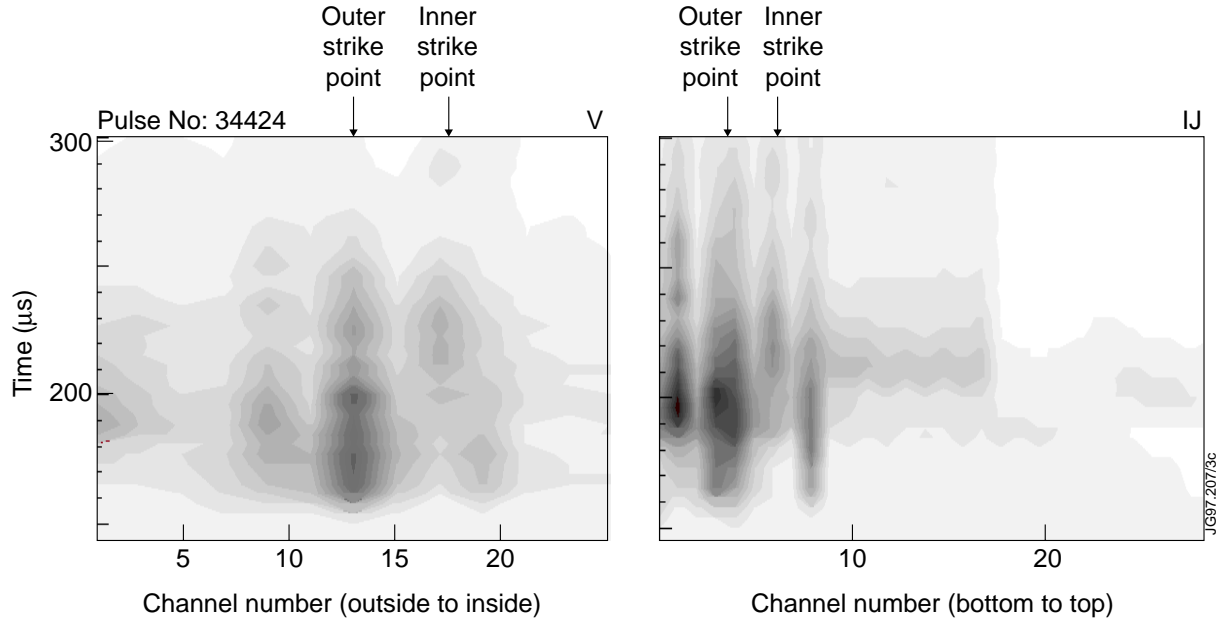 Outer
strike
point
Inner
strike
point
Outer
strike
point
Inner
strike
point
Pulse No: 34424
V
IJ
300
200
Time (μs)
5
10
15
20
10
20
Channel number (outside to inside)
Channel number (bottom to top)
JG97.207/3c